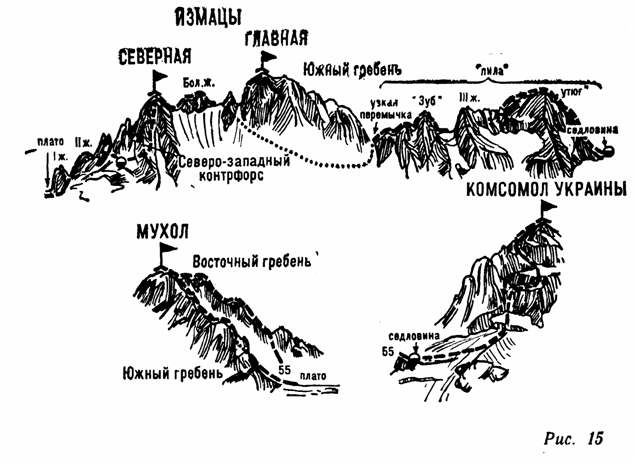 ИЗМАЦЫ
ГЛАВНАЯ
СЕВЕРНАЯ
Южный гребень
"пила"
Бол.ж.
узкая
перемычка
"Зуб"
III ж.
утюг"
седловина
плато
I ж.
II ж.
Северо-западный
контрфорс
КОМСОМОЛ УКРАИНЫ
МУХОЛ
Восточный гребень
седловина
55
Южный гребень
55
плато
Рис. 15